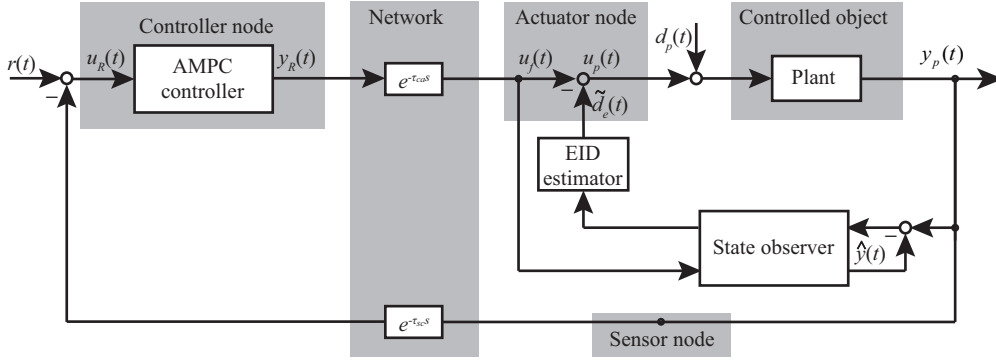 Controller node
Network
Actuator node
Controlled object
r(t)
−
u_R(t)
AMPC
controller
y_R(t)
e^{-τ_{ca}s}
u_f(t)
−
u_p(t)
d̃_e(t)
d_p(t)
Plant
y_p(t)
EID
estimator
State observer
−
ŷ(t)
e^{-τ_{sc}s}
Sensor node